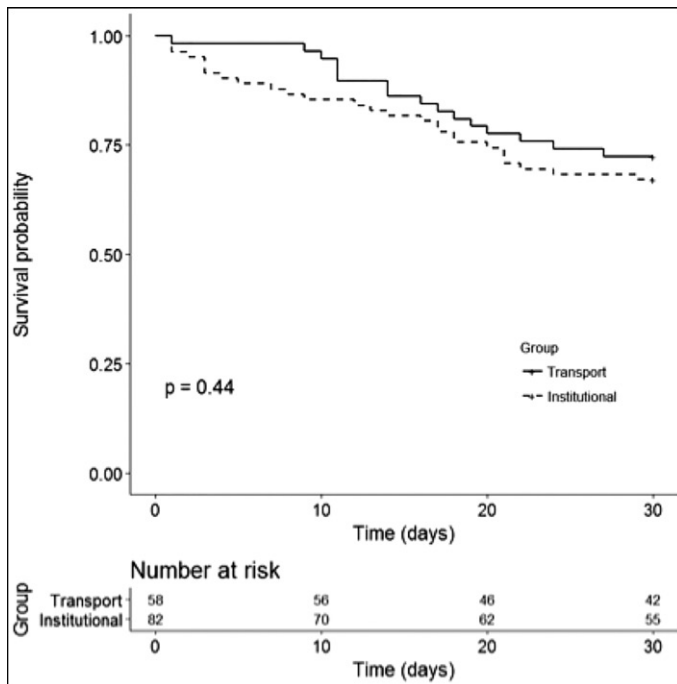 1.00
0.75
0.50
0.25
0.00
Survival probability
p = 0.44
Group
Transport
Institutional
0 10 20 30
Time (days)
Number at risk
Group
Transport 58 56 46 42
Institutional 82 70 62 55
0 10 20 30
Time (days)